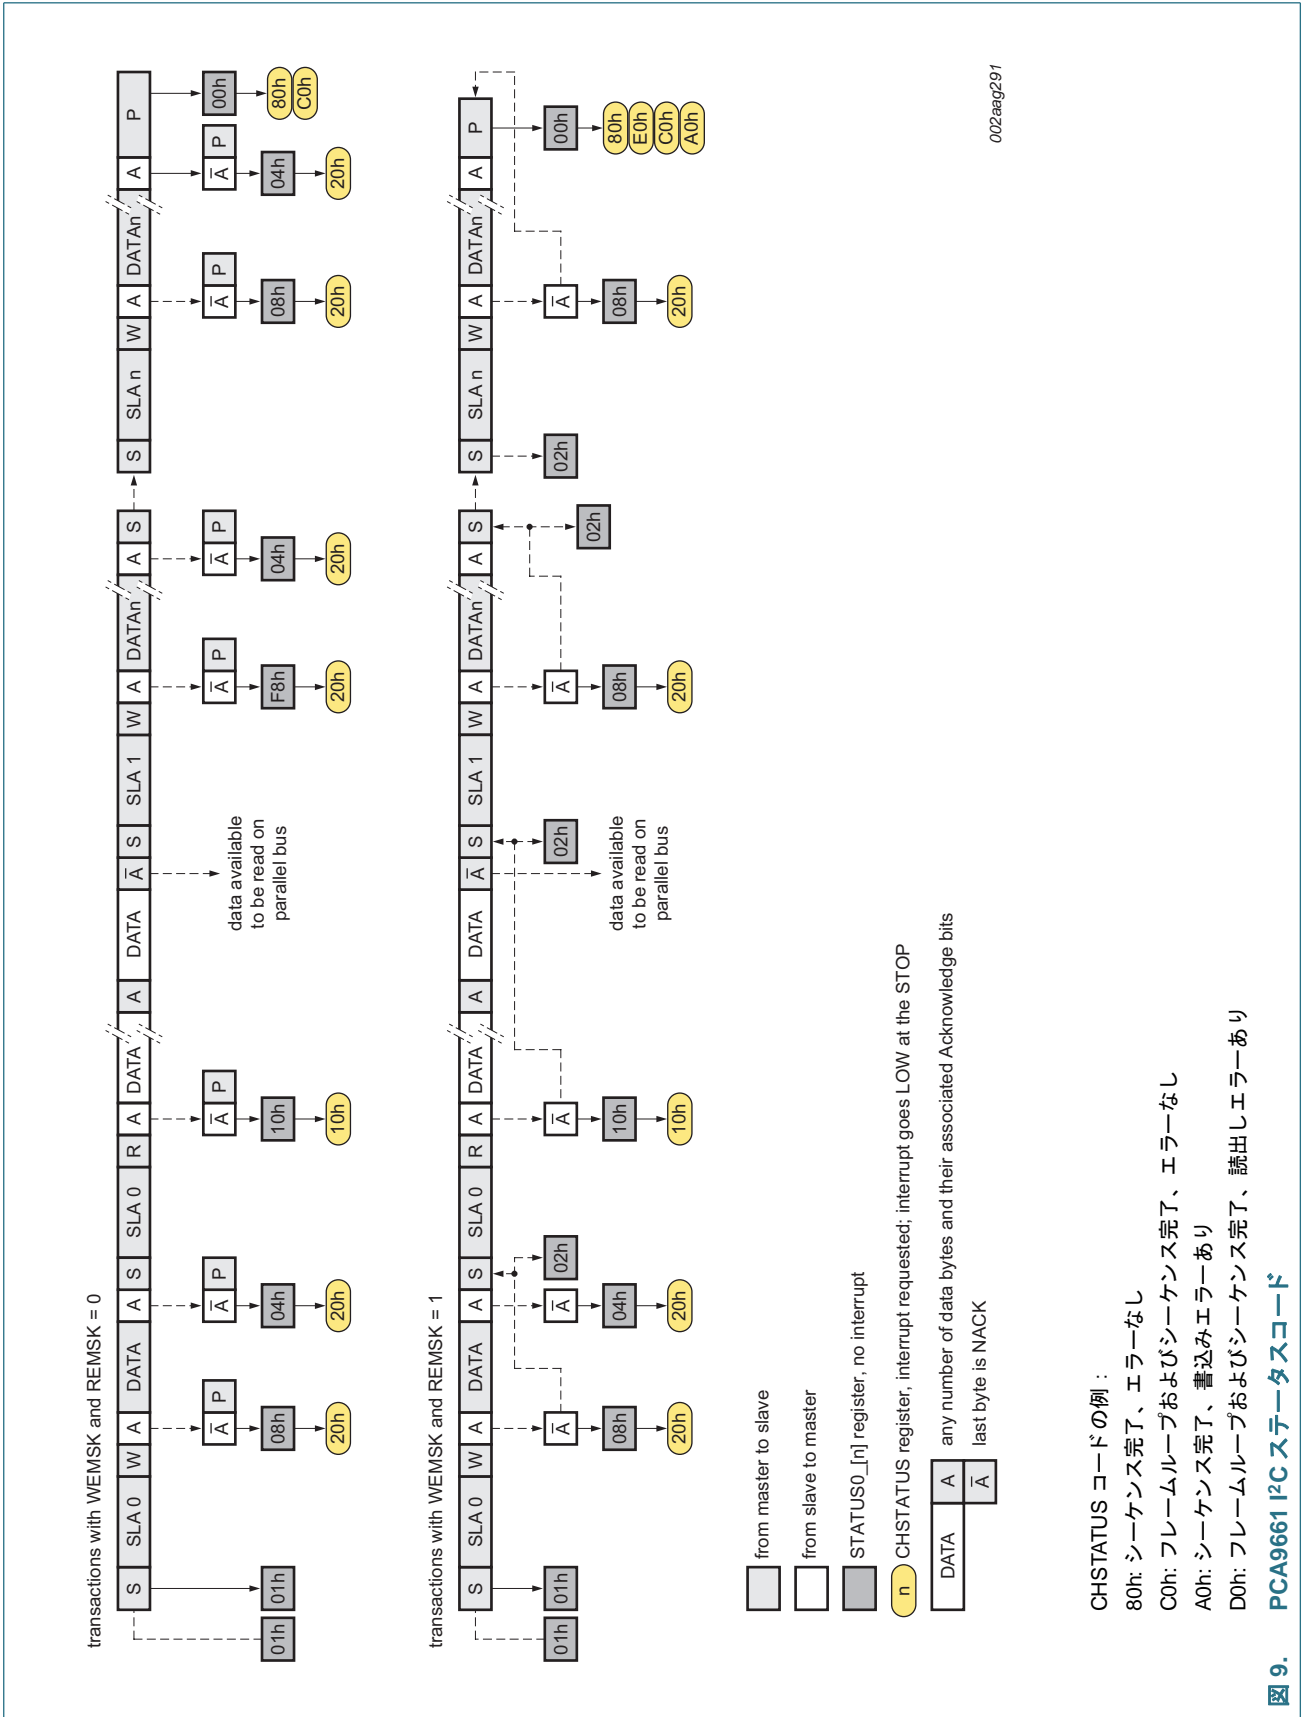 transactions with WEMSK and REMSK = 0
S SLA 0 W A DATA A S SLA 0 R A DATA A DATA A S SLA 1 W A DATAn A S S SLA n W A DATAn A P
A P A P A P A P A P A P A P
01h 01h 08h 04h 10h F8h 04h 08h 04h 00h
20h 20h 10h 20h 20h 20h 20h 80h
C0h
data available
to be read on
parallel bus
transactions with WEMSK and REMSK = 1
S SLA 0 W A DATA A S SLA 0 R A DATA A DATA A S SLA 1 W A DATAn A S S SLA n W A DATAn A P
A A A A A
01h 01h 02h 02h 02h 00h
08h 04h 10h 08h 02h 08h
20h 20h 10h 20h 20h 80h
E0h
C0h
A0h
data available
to be read on
parallel bus
from master to slave
from slave to master
STATUS0_[n] register, no interrupt
n CHSTATUS register, interrupt requested; interrupt goes LOW at the STOP
DATA A any number of data bytes and their associated Acknowledge bits
A last byte is NACK
002aag291
CHSTATUS コードの例：
80h: シーケンス完了、エラーなし
C0h: フレームループおよびシーケンス完了、エラーなし
A0h: シーケンス完了、書込みエラーあり
D0h: フレームループおよびシーケンス完了、読出しエラーあり
図 9. PCA9661 I²C ステータスコード